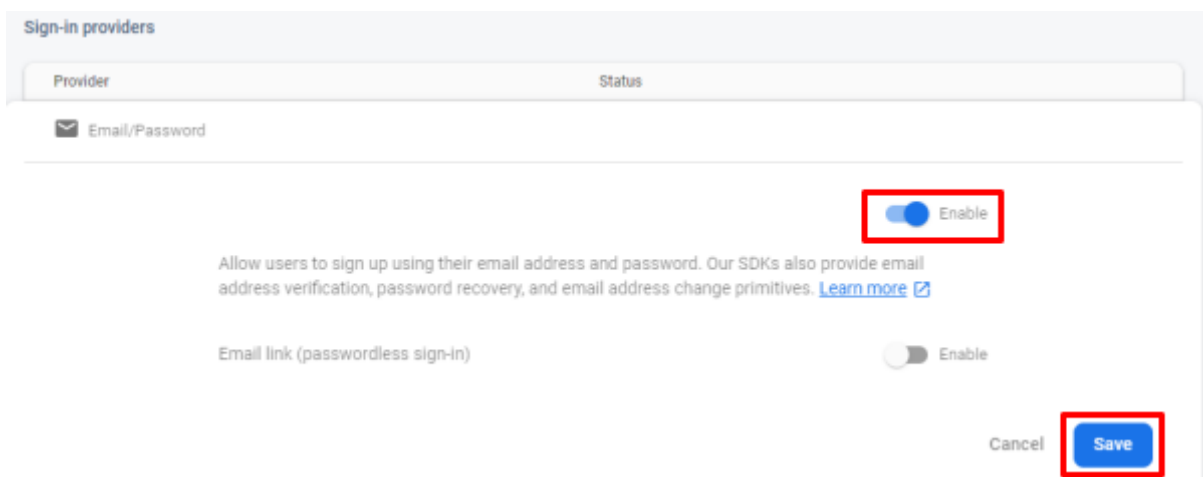 Sign-in providers
Provider Status
Email/Password
Enable
Allow users to sign up using their email address and password. Our SDKs also provide email
address verification, password recovery, and email address change primitives. Learn more
Email link (passwordless sign-in) Enable
Cancel Save